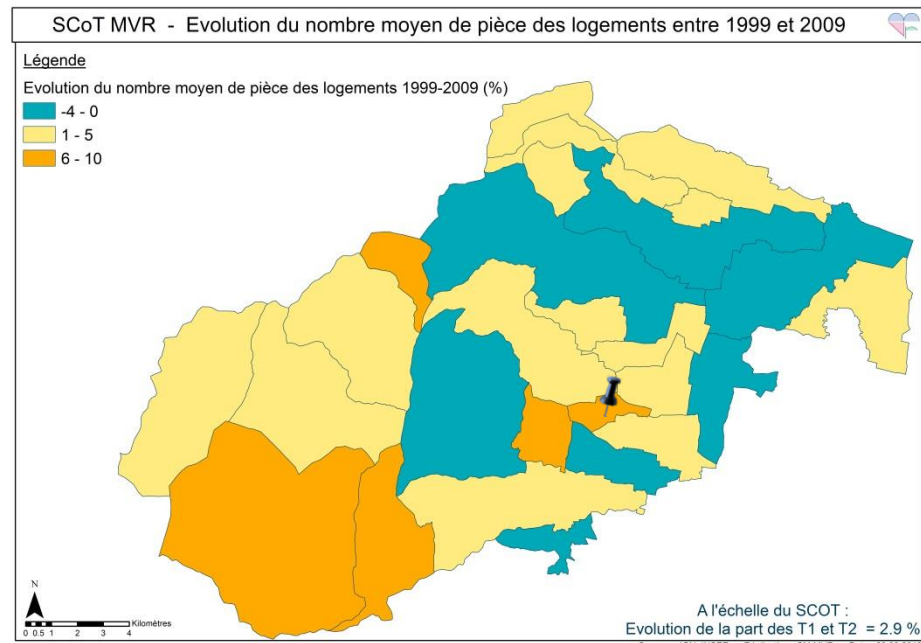 SCoT MVR - Evolution du nombre moyen de pièce des logements entre 1999 et 2009
Légende
Evolution du nombre moyen de pièce des logements 1999-2009 (%)
-4 - 0
1 - 5
6 - 10
N
Kilomètres
0 0.5 1 2 3 4
A l'échelle du SCOT :
Evolution de la part des T1 et T2 = 2.9 %